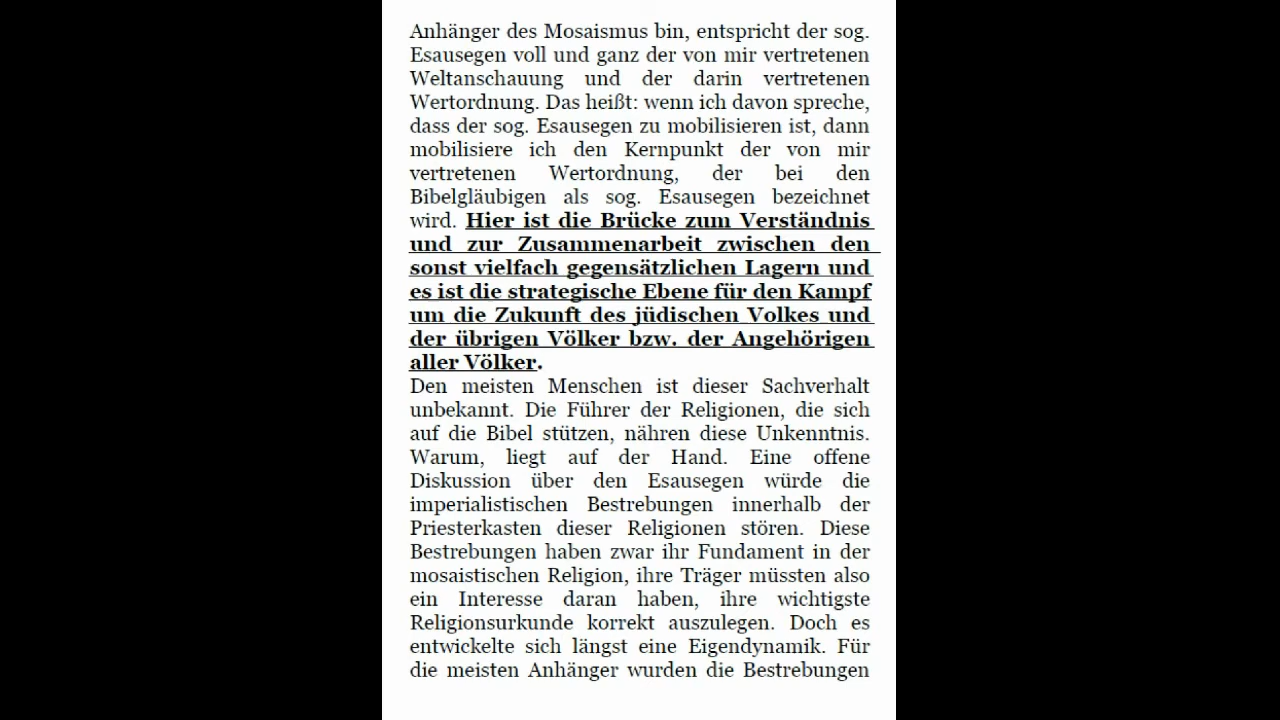 Anhänger des Mosaismus bin, entspricht der sog.
Esausegen voll und ganz der von mir vertretenen
Weltanschauung und der darin vertretenen
Wertordnung. Das heißt: wenn ich davon spreche,
dass der sog. Esausegen zu mobilisieren ist, dann
mobilisiere ich den Kernpunkt der von mir
vertretenen Wertordnung, der bei den
Bibelgläubigen als sog. Esausegen bezeichnet
wird. Hier ist die Brücke zum Verständnis
und zur Zusammenarbeit zwischen den
sonst vielfach gegensätzlichen Lagern und
es ist die strategische Ebene für den Kampf
um die Zukunft des jüdischen Volkes und
der übrigen Völker bzw. der Angehörigen
aller Völker.
Den meisten Menschen ist dieser Sachverhalt
unbekannt. Die Führer der Religionen, die sich
auf die Bibel stützen, nähren diese Unkenntnis.
Warum, liegt auf der Hand. Eine offene
Diskussion über den Esausegen würde die
imperialistischen Bestrebungen innerhalb der
Priesterkasten dieser Religionen stören. Diese
Bestrebungen haben zwar ihr Fundament in der
mosaistischen Religion, ihre Träger müssten also
ein Interesse daran haben, ihre wichtigste
Religionsurkunde korrekt auszulegen. Doch es
entwickelte sich längst eine Eigendynamik. Für
die meisten Anhänger wurden die Bestrebungen